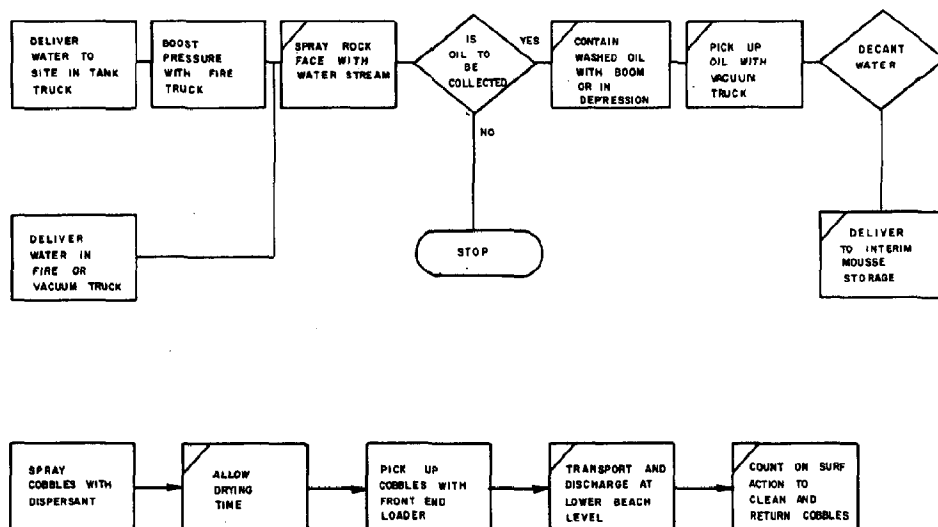 DELIVER
WATER TO
SITE IN TANK
TRUCK
BOOST
PRESSURE
WITH FIRE
TRUCK
SPRAY ROCK
FACE WITH
WATER STREAM
IS
OIL TO
BE
COLLECTED
YES
NO
CONTAIN
WASHED OIL
WITH BOOM
OR IN
DEPRESSION
PICK UP
OIL WITH
VACUUM
TRUCK
DECANT
WATER
DELIVER
WATER IN
FIRE OR
VACUUM TRUCK
STOP
DELIVER
TO INTERIM
MOUSSE
STORAGE
SPRAY
COBBLES WITH
DISPERSANT
ALLOW
DRYING
TIME
PICK UP
COBBLES WITH
FRONT END
LOADER
TRANSPORT AND
DISCHARGE AT
LOWER BEACH
LEVEL
COUNT ON SURF
ACTION TO
CLEAN AND
RETURN COBBLES